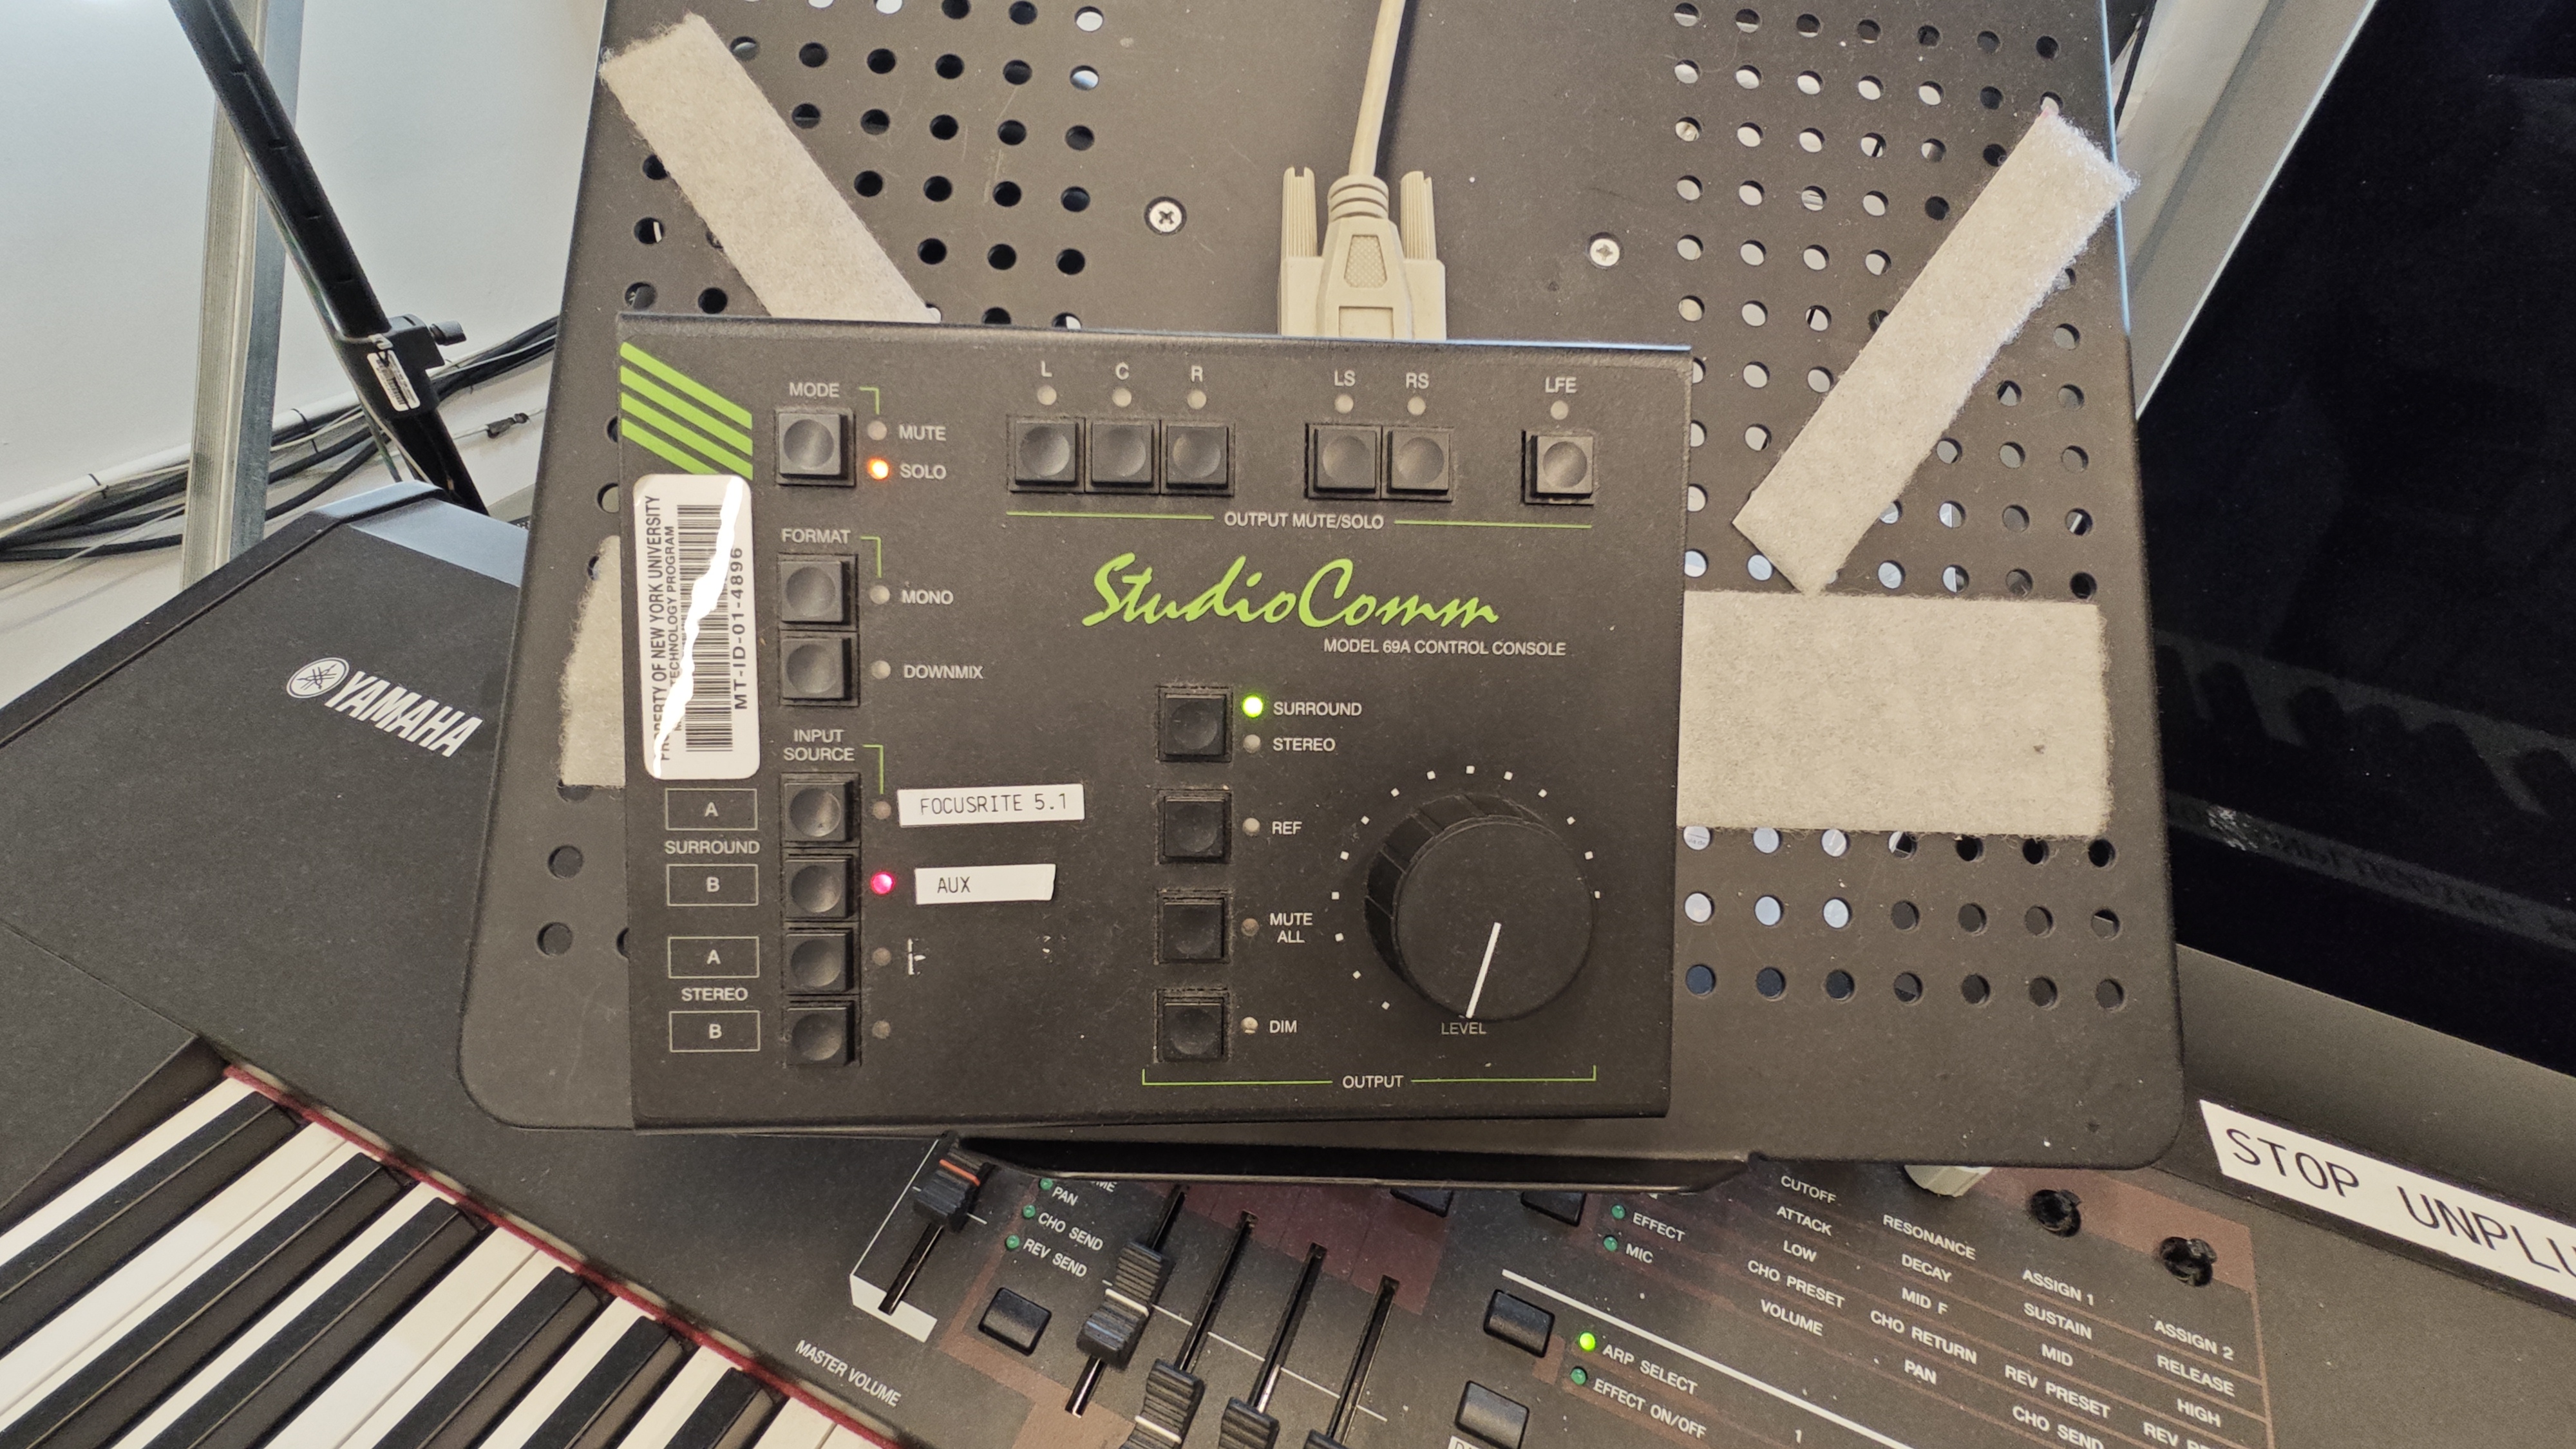 MODE
MUTE
SOLO
L
C
R
LS
RS
LFE
OUTPUT MUTE/SOLO
FORMAT
MONO
DOWNMIX
StudioComm
MODEL 69A CONTROL CONSOLE
PROPERTY OF NEW YORK UNIVERSITY
TECHNOLOGY PROGRAM
MT-ID-01-4896
INPUT
SOURCE
A
FOCUSRITE 5.1
SURROUND
B
AUX
A
STEREO
B
SURROUND
STEREO
REF
MUTE
ALL
DIM
LEVEL
OUTPUT
YAMAHA
MASTER VOLUME
PAN
CHO SEND
REV SEND
EFFECT
MIC
ARP SELECT
EFFECT ON/OFF
1
CUTOFF
ATTACK RESONANCE
LOW DECAY ASSIGN 1
CHO PRESET MID F SUSTAIN ASSIGN 2
VOLUME CHO RETURN MID RELEASE
PAN REV PRESET HIGH
CHO SEND
STOP